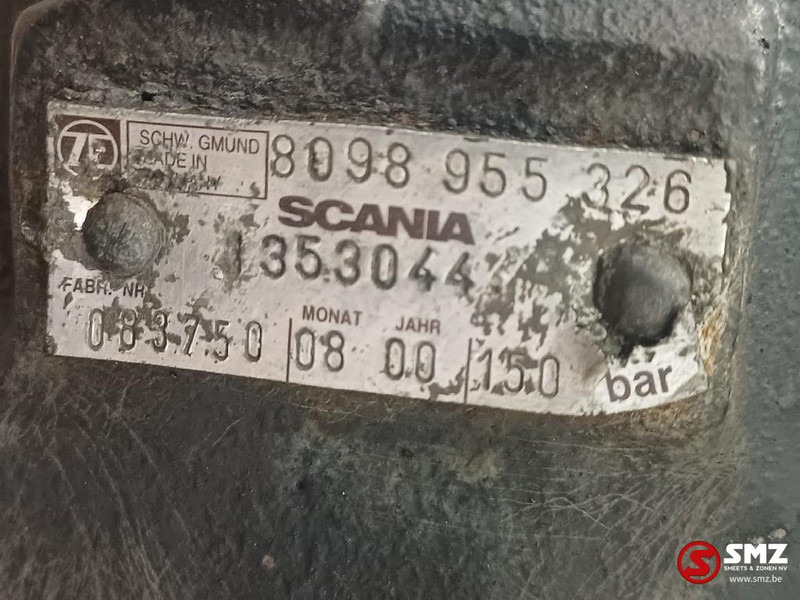 ZF
SCHW. GMÜND
MADE IN
8098 955 326
SCANIA
1353044
FABR. NR
083750
MONAT JAHR
08 00
150 bar
SMZ
SMEETS & ZONEN NV
www.smz.be